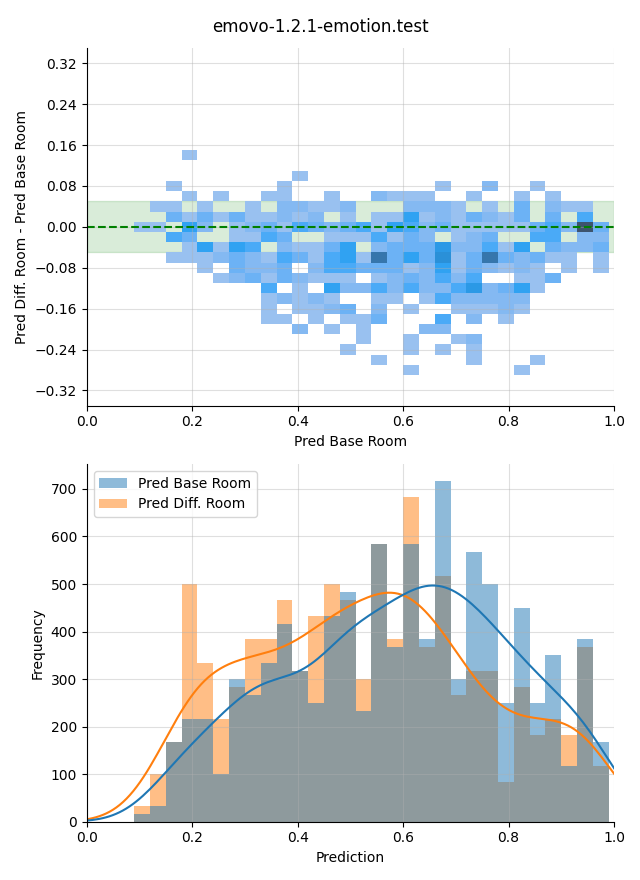 emovo-1.2.1-emotion.test
0.32
0.24
0.16
0.08
0.00
−0.08
−0.16
−0.24
−0.32
Pred Diff. Room - Pred Base Room
0.0 0.2 0.4 0.6 0.8 1.0
Pred Base Room
Pred Base Room
Pred Diff. Room
700
600
500
400
300
200
100
0
Frequency
0.0 0.2 0.4 0.6 0.8 1.0
Prediction